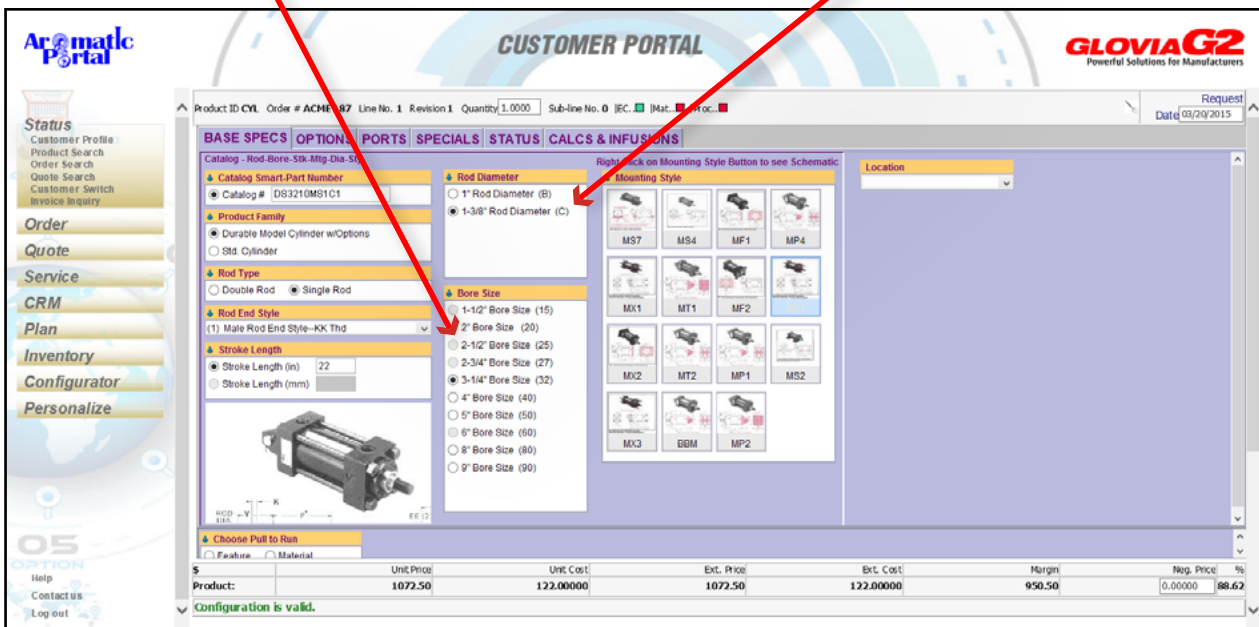 Aromatic
Portal
CUSTOMER PORTAL
GLOVIA G2
Powerful Solutions for Manufacturers
Status
Customer Profile
Product Search
Order Search
Quote Search
Customer Switch
Invoice Inquiry
Order
Quote
Service
CRM
Plan
Inventory
Configurator
Personalize
05
OPTION
Help
Contact us
Log out
Product ID CYL Order # ACME 87 Line No. 1 Revision 1 Quantity 1.0000 Sub-line No. 0 |EC.. |Mat.. Proc..
Request
Date 03/20/2015
BASE SPECS OPTIONS PORTS SPECIALS STATUS CALCS & INFUSIONS
Catalog - Rod-Bore-Stk-Mtg-Dia-Sty
Right Click on Mounting Style Button to see Schematic
Catalog Smart-Part Number
Catalog # DS3210MS1C1
Product Family
Durable Model Cylinder w/Options
Std. Cylinder
Rod Type
Double Rod Single Rod
Rod End Style
(1) Male Rod End Style--KK Thd
Stroke Length
Stroke Length (in) 22
Stroke Length (mm)
ROD DIA Y K P EE (2)
Rod Diameter
1" Rod Diameter (B)
1-3/8" Rod Diameter (C)
Bore Size
1-1/2" Bore Size (15)
2" Bore Size (20)
2-1/2" Bore Size (25)
2-3/4" Bore Size (27)
3-1/4" Bore Size (32)
4" Bore Size (40)
5" Bore Size (50)
6" Bore Size (60)
8" Bore Size (80)
9" Bore Size (90)
Mounting Style
MS7 MS4 MF1 MP4
MX1 MT1 MF2
MX2 MT2 MP1 MS2
MX3 BBM MP2
Location
Choose Pull to Run
Feature Material
$ Unit Price Unit Cost Ext. Price Ext. Cost Margin Neg. Price %
Product: 1072.50 122.00000 1072.50 122.00000 950.50 0.00000 88.62
Configuration is valid.